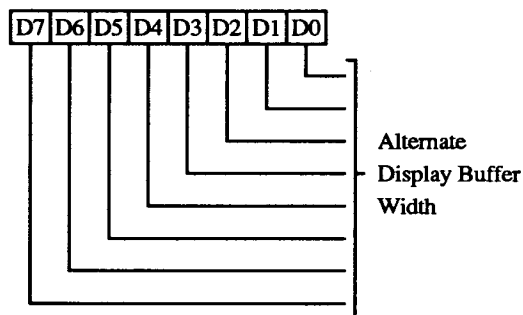 D7 D6 D5 D4 D3 D2 D1 D0
Alternate
Display Buffer
Width